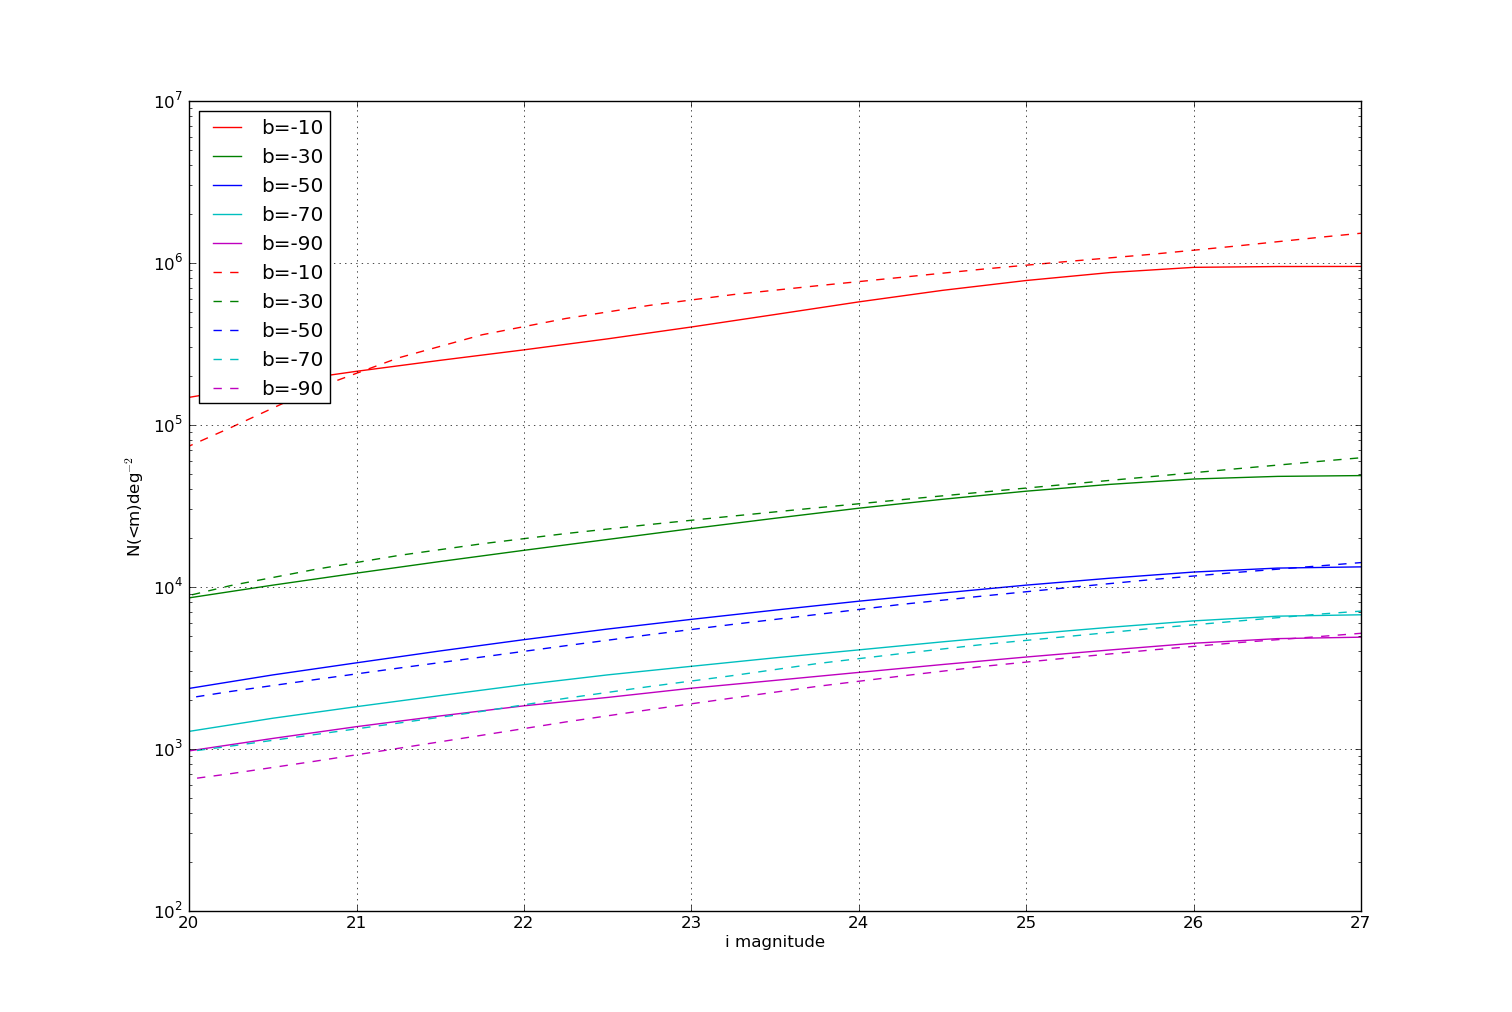 10^7
10^6
10^5
10^4
10^3
10^2
N(<m)deg^{-2}
b=-10
b=-30
b=-50
b=-70
b=-90
b=-10
b=-30
b=-50
b=-70
b=-90
20 21 22 23 24 25 26 27
i magnitude